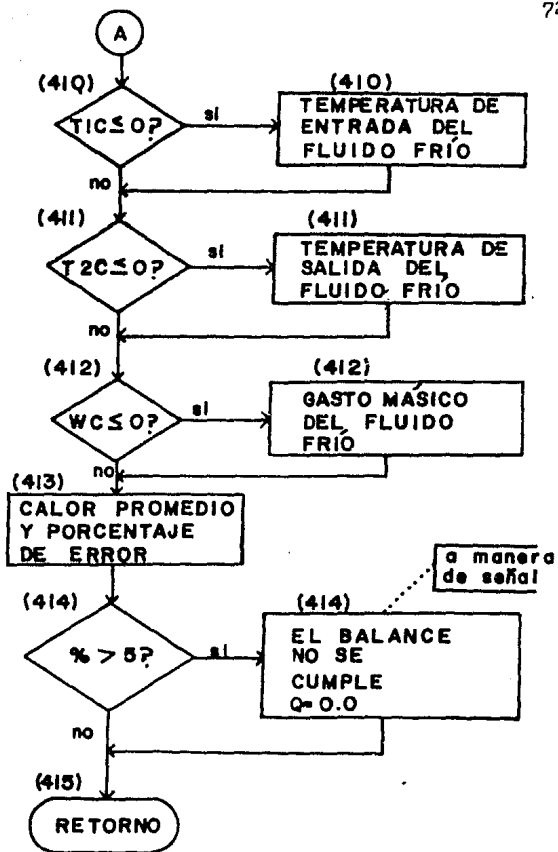 72
A
(410)
T1C ≤ 0?
sí
(410)
TEMPERATURA DE
ENTRADA DEL
FLUIDO FRÍO
no
(411)
T2C ≤ 0?
sí
(411)
TEMPERATURA DE
SALIDA DEL
FLUIDO FRÍO
no
(412)
WC ≤ 0?
sí
(412)
GASTO MÁSICO
DEL FLUIDO
FRÍO
no
(413)
CALOR PROMEDIO
Y PORCENTAJE
DE ERROR
a manera
de señal
(414)
% > 5?
sí
(414)
EL BALANCE
NO SE
CUMPLE
Q= 0.0
no
(415)
RETORNO